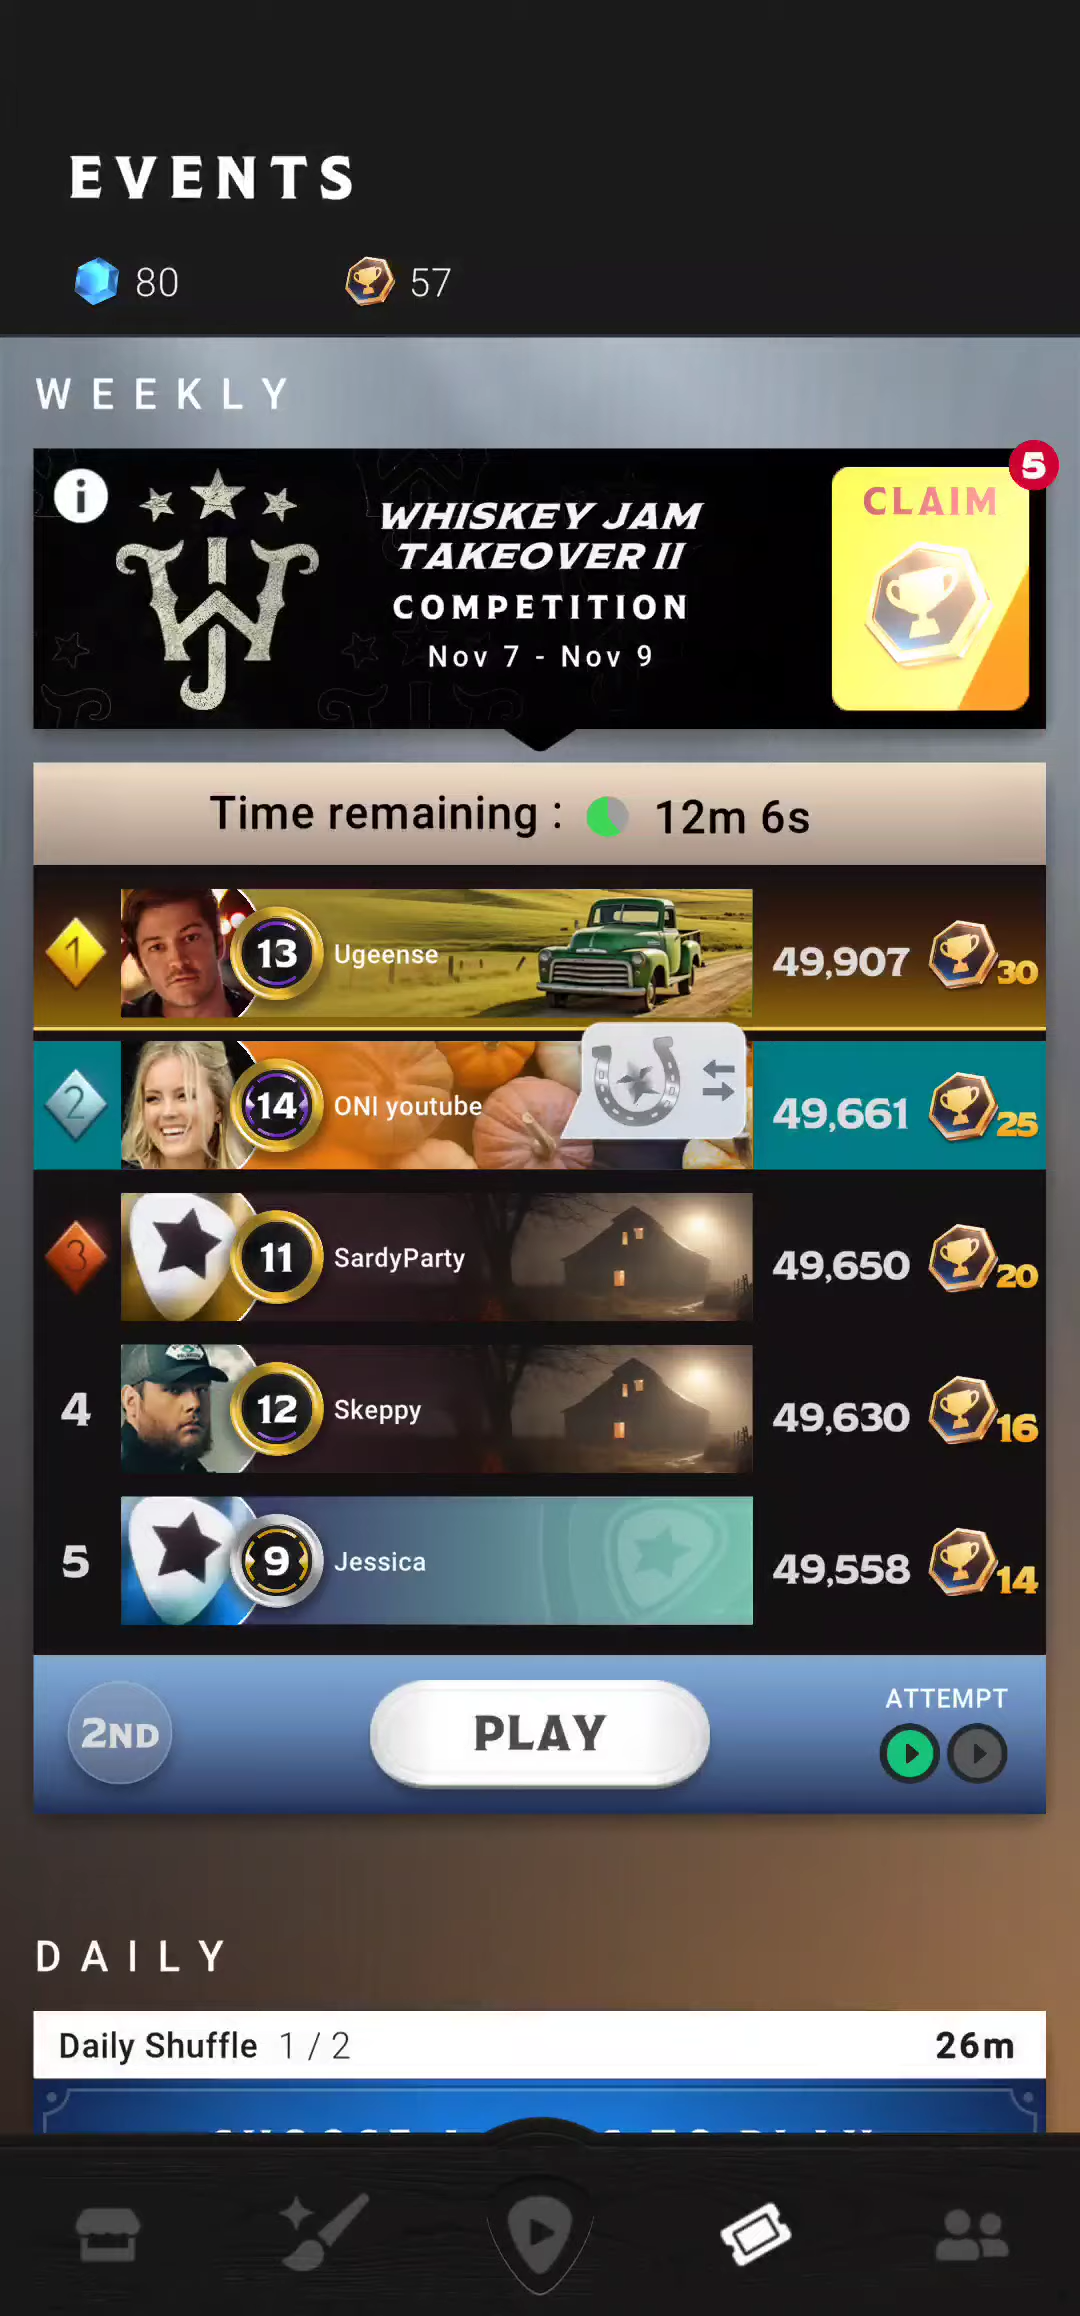 EVENTS
80
57
WEEKLY
5
CLAIM
WHISKEY JAM
TAKEOVER II
COMPETITION
Nov 7 - Nov 9
Time remaining : 12m 6s
1
13
Ugeense
49,907
30
2
14
ONI youtube
49,661
25
3
11
SardyParty
49,650
20
4
12
Skeppy
49,630
16
5
9
Jessica
49,558
14
2ND
PLAY
ATTEMPT
DAILY
Daily Shuffle 1 / 2
26m